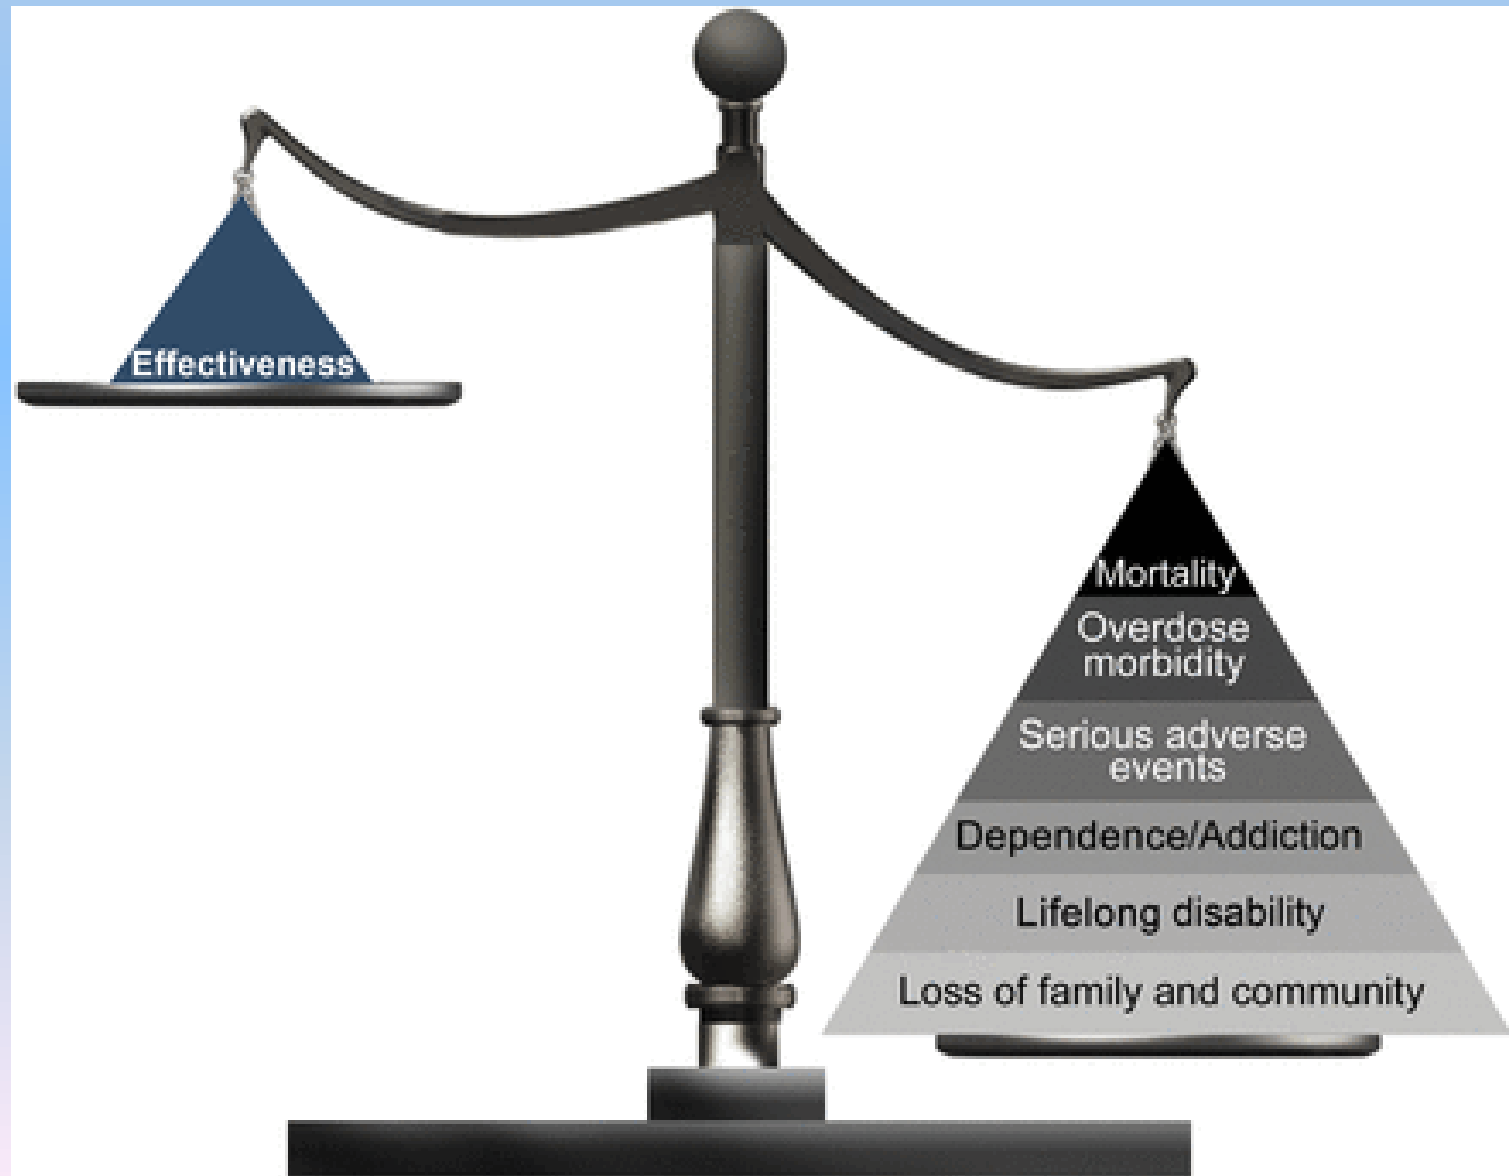 Effectiveness
Mortality
Overdose
morbidity
Serious adverse
events
Dependence/Addiction
Lifelong disability
Loss of family and community